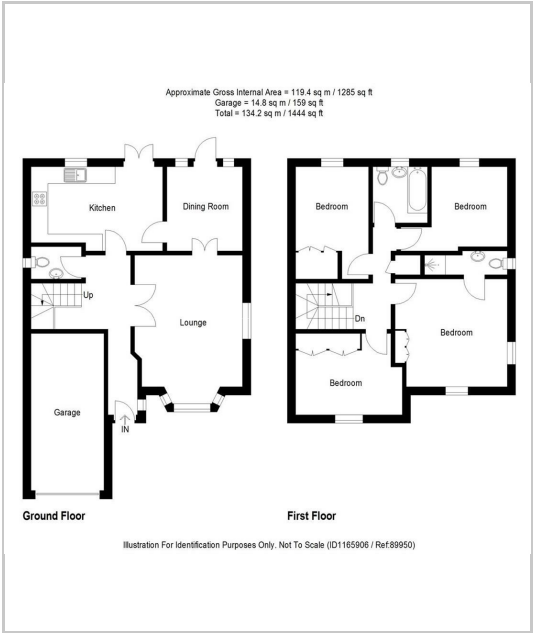 Approximate Gross Internal Area = 119.4 sq m / 1285 sq ft
Garage = 14.8 sq m / 159 sq ft
Total = 134.2 sq m / 1444 sq ft
Kitchen
Dining Room
Up
Lounge
Garage
IN
Ground Floor
Bedroom
Bedroom
Dn
Bedroom
Bedroom
First Floor
Illustration For Identification Purposes Only. Not To Scale (ID1165906 / Ref:89950)